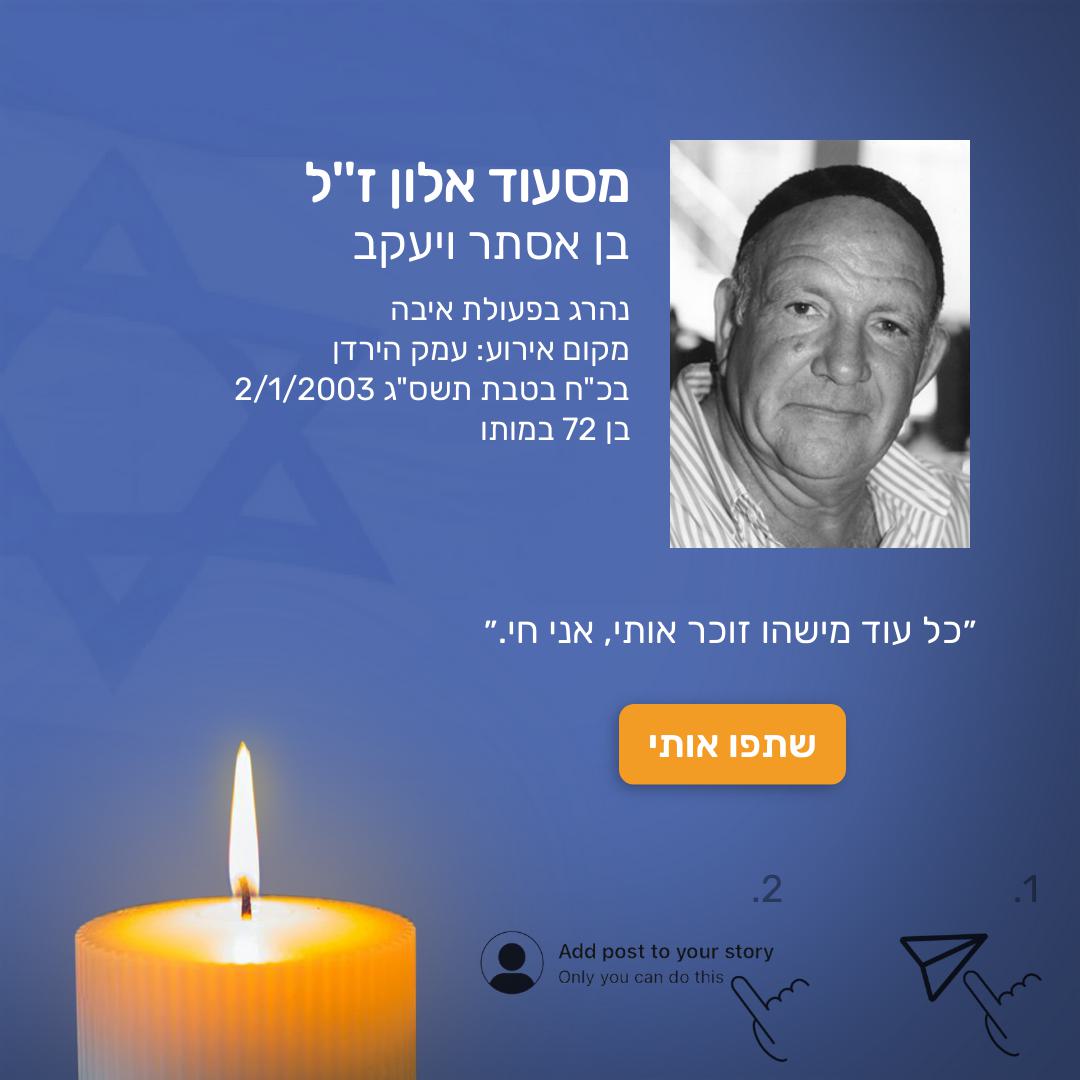 מסעוד אלון ז''ל
בן אסתר ויעקב
נהרג בפעולת איבה
מקום אירוע: עמק הירדן
בכ"ח בטבת תשס"ג 2/1/2003
בן 72 במותו
״כל עוד מישהו זוכר אותי, אני חי.״
שתפו אותי
1.
2.
Add post to your story
Only you can do this